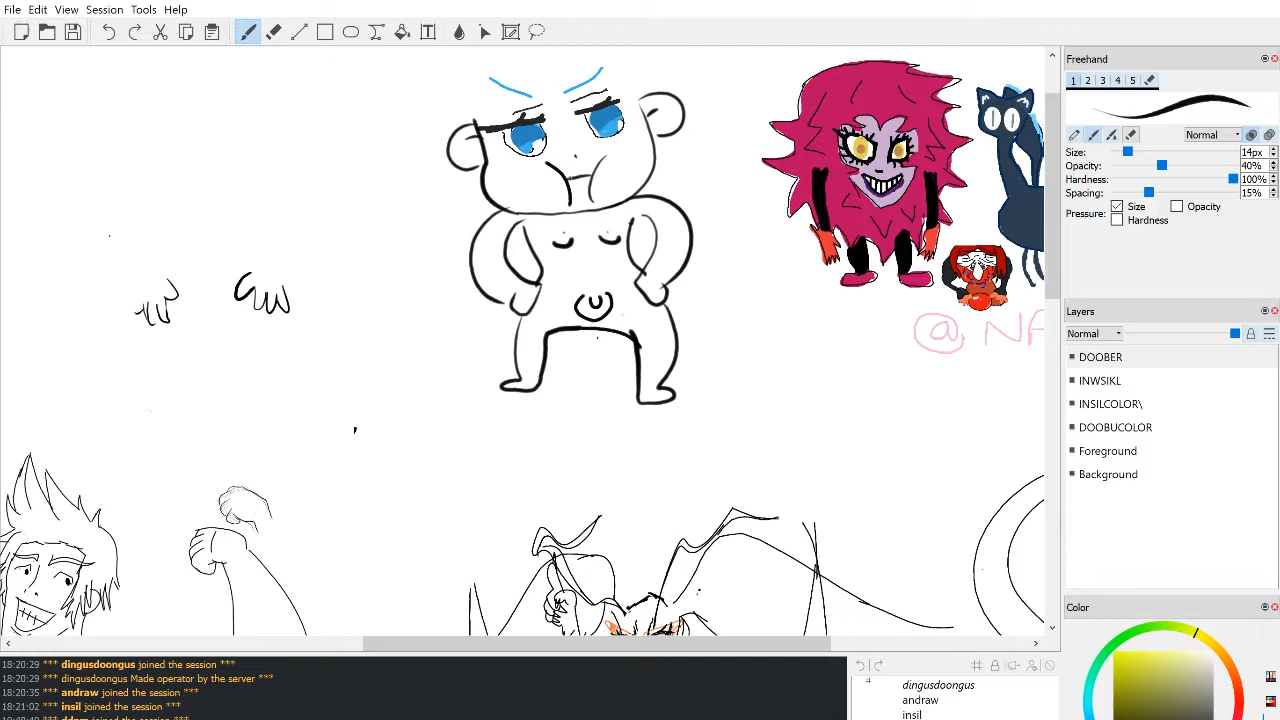 File Edit View Session Tools Help
Freehand
1 2 3 4 5
Normal
Size: 14px
Opacity: 40%
Hardness: 100%
Spacing: 15%
Pressure: Size Opacity
Hardness
Layers
Normal
DOOBER
INWSIKL
INSILCOLOR\
DOOBUCOLOR
Foreground
Background
Color
18:20:29 *** dingusdoongus joined the session ***
18:20:29 *** dingusdoongus Made operator by the server ***
18:20:35 *** andraw joined the session ***
18:21:02 *** insil joined the session ***
dingusdoongus
andraw
insil